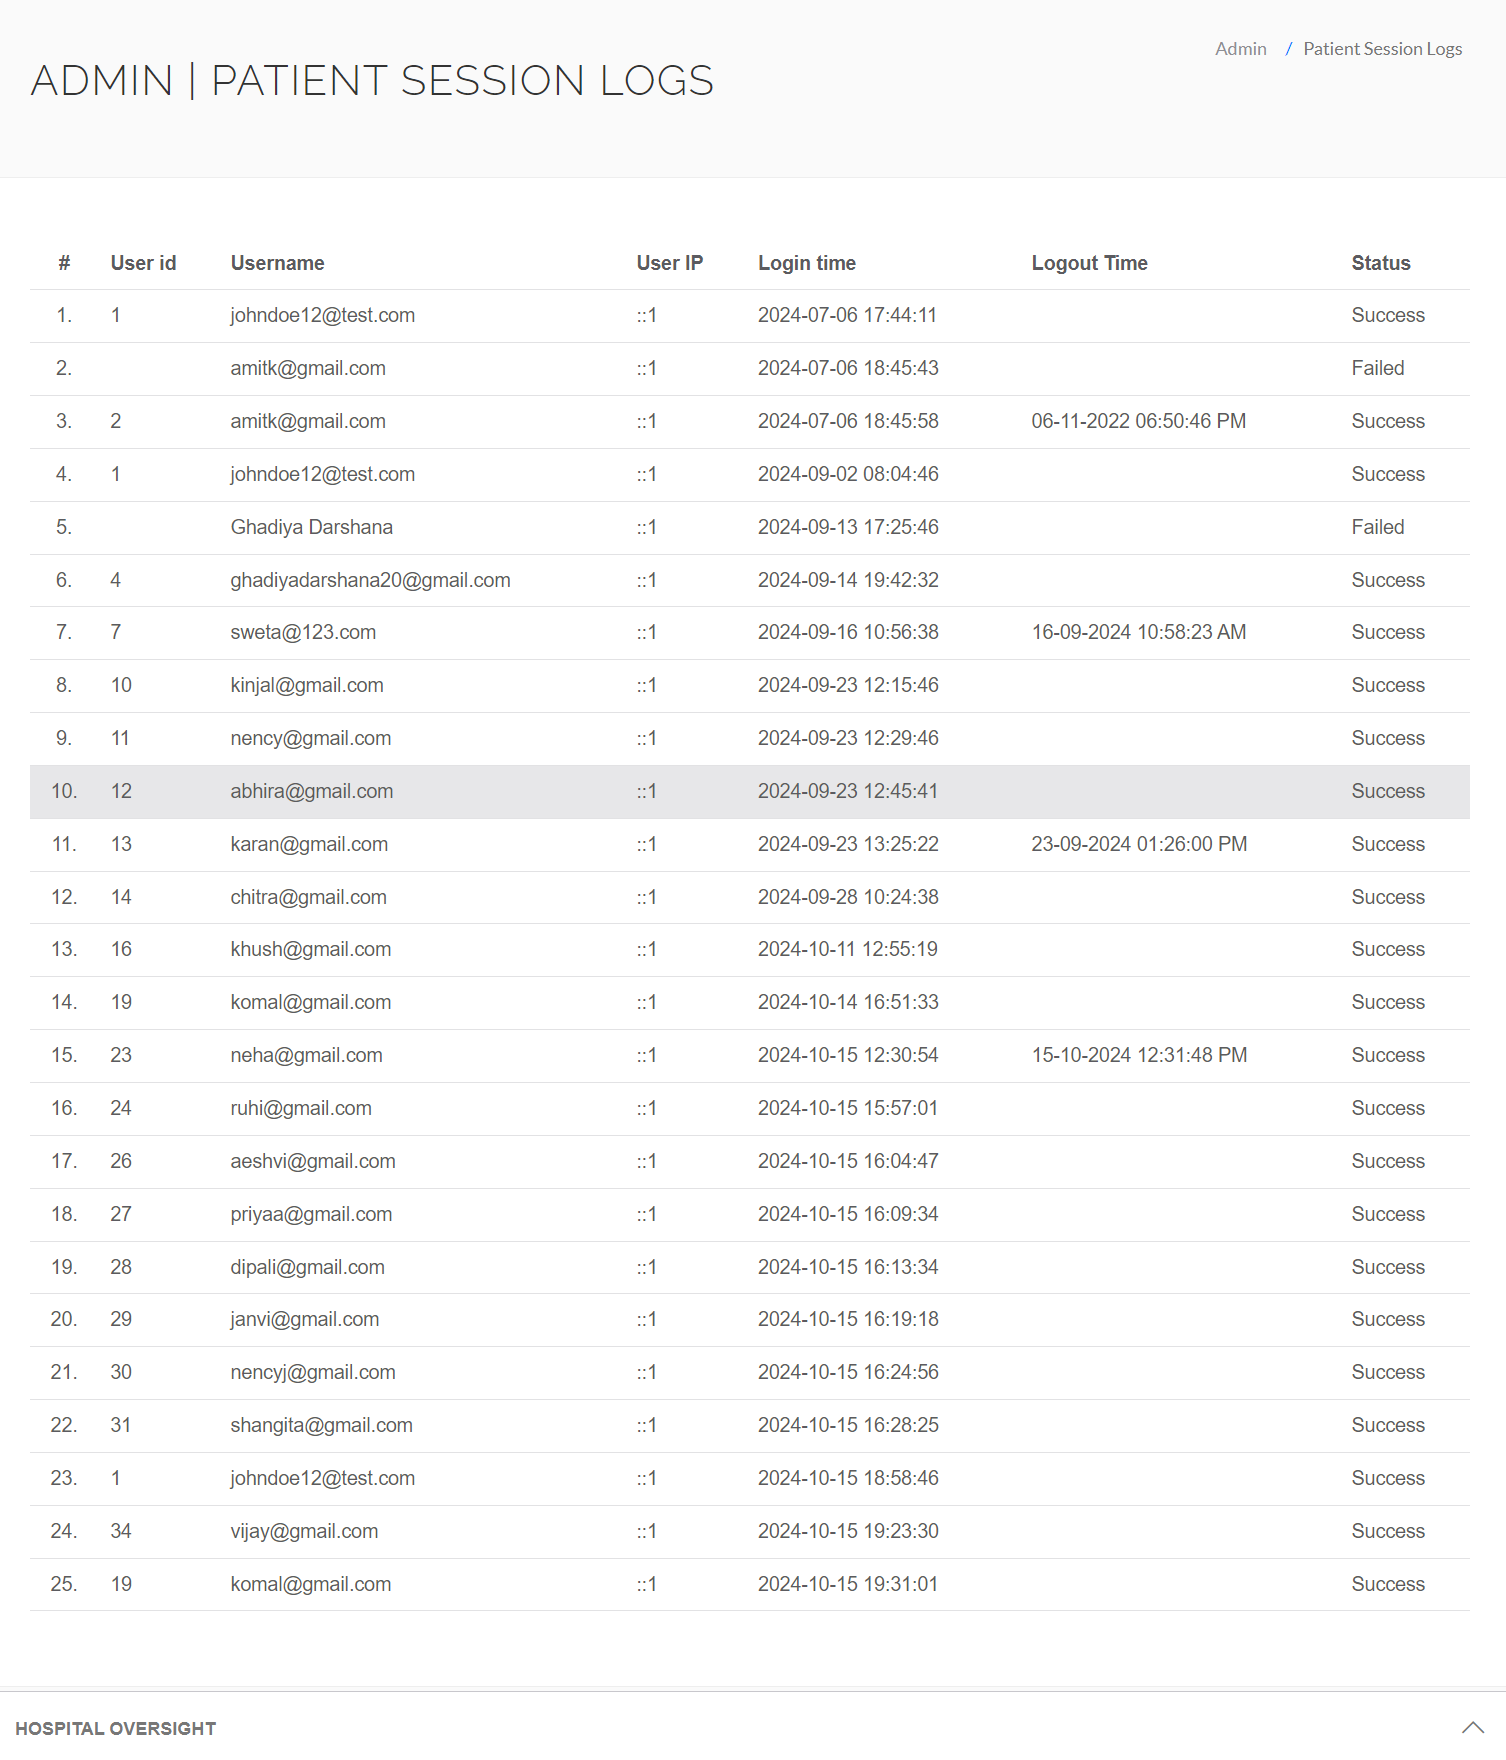 Admin / Patient Session Logs
ADMIN | PATIENT SESSION LOGS
# User id Username User IP Login time Logout Time Status
1. 1 johndoe12@test.com ::1 2024-07-06 17:44:11 Success
2. amitk@gmail.com ::1 2024-07-06 18:45:43 Failed
3. 2 amitk@gmail.com ::1 2024-07-06 18:45:58 06-11-2022 06:50:46 PM Success
4. 1 johndoe12@test.com ::1 2024-09-02 08:04:46 Success
5. Ghadiya Darshana ::1 2024-09-13 17:25:46 Failed
6. 4 ghadiyadarshana20@gmail.com ::1 2024-09-14 19:42:32 Success
7. 7 sweta@123.com ::1 2024-09-16 10:56:38 16-09-2024 10:58:23 AM Success
8. 10 kinjal@gmail.com ::1 2024-09-23 12:15:46 Success
9. 11 nency@gmail.com ::1 2024-09-23 12:29:46 Success
10. 12 abhira@gmail.com ::1 2024-09-23 12:45:41 Success
11. 13 karan@gmail.com ::1 2024-09-23 13:25:22 23-09-2024 01:26:00 PM Success
12. 14 chitra@gmail.com ::1 2024-09-28 10:24:38 Success
13. 16 khush@gmail.com ::1 2024-10-11 12:55:19 Success
14. 19 komal@gmail.com ::1 2024-10-14 16:51:33 Success
15. 23 neha@gmail.com ::1 2024-10-15 12:30:54 15-10-2024 12:31:48 PM Success
16. 24 ruhi@gmail.com ::1 2024-10-15 15:57:01 Success
17. 26 aeshvi@gmail.com ::1 2024-10-15 16:04:47 Success
18. 27 priyaa@gmail.com ::1 2024-10-15 16:09:34 Success
19. 28 dipali@gmail.com ::1 2024-10-15 16:13:34 Success
20. 29 janvi@gmail.com ::1 2024-10-15 16:19:18 Success
21. 30 nencyj@gmail.com ::1 2024-10-15 16:24:56 Success
22. 31 shangita@gmail.com ::1 2024-10-15 16:28:25 Success
23. 1 johndoe12@test.com ::1 2024-10-15 18:58:46 Success
24. 34 vijay@gmail.com ::1 2024-10-15 19:23:30 Success
25. 19 komal@gmail.com ::1 2024-10-15 19:31:01 Success
HOSPITAL OVERSIGHT